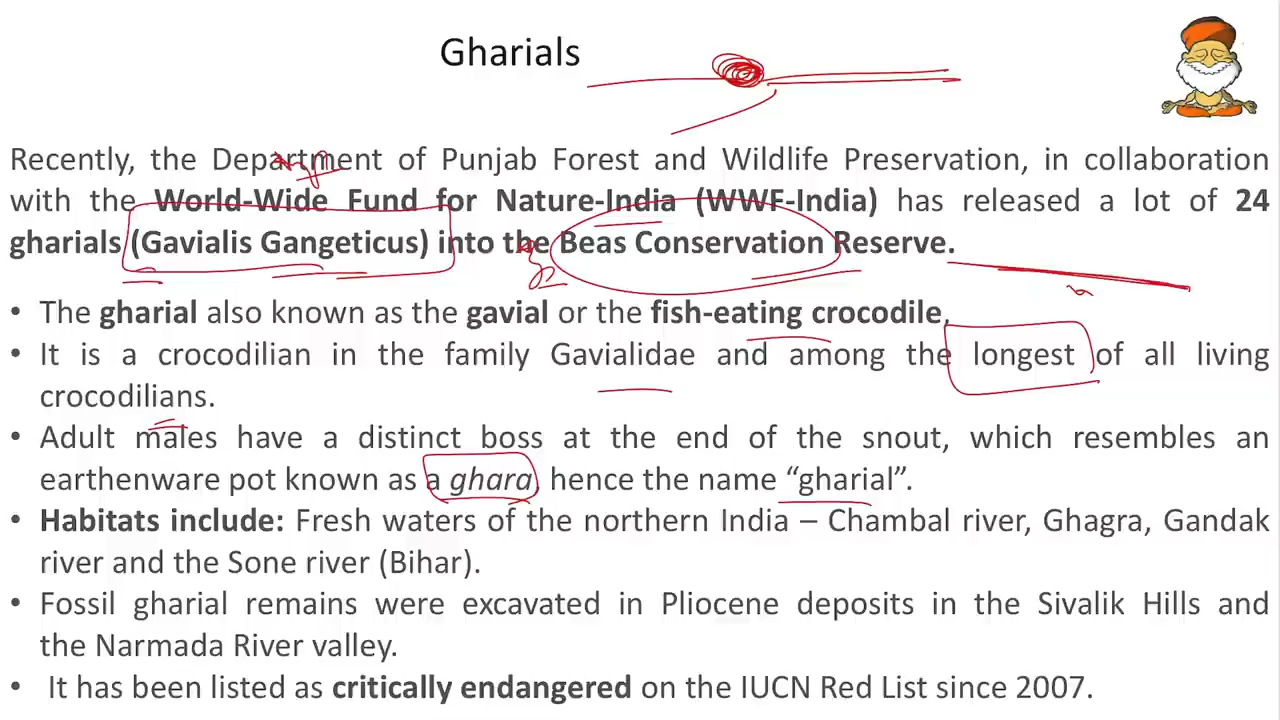 Gharials
Recently, the Department of Punjab Forest and Wildlife Preservation, in collaboration
with the World-Wide Fund for Nature-India (WWF-India) has released a lot of 24
gharials (Gavialis Gangeticus) into the Beas Conservation Reserve.
• The gharial also known as the gavial or the fish-eating crocodile.
• It is a crocodilian in the family Gavialidae and among the longest of all living
crocodilians.
• Adult males have a distinct boss at the end of the snout, which resembles an
earthenware pot known as a ghara, hence the name “gharial”.
• Habitats include: Fresh waters of the northern India – Chambal river, Ghagra, Gandak
river and the Sone river (Bihar).
• Fossil gharial remains were excavated in Pliocene deposits in the Sivalik Hills and
the Narmada River valley.
• It has been listed as critically endangered on the IUCN Red List since 2007.